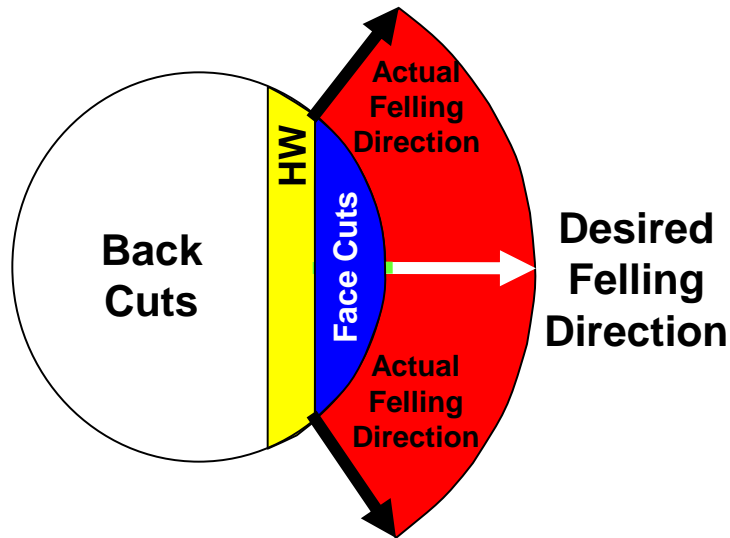 Back
Cuts
HW
Face Cuts
Actual
Felling
Direction
Desired
Felling
Direction
Actual
Felling
Direction